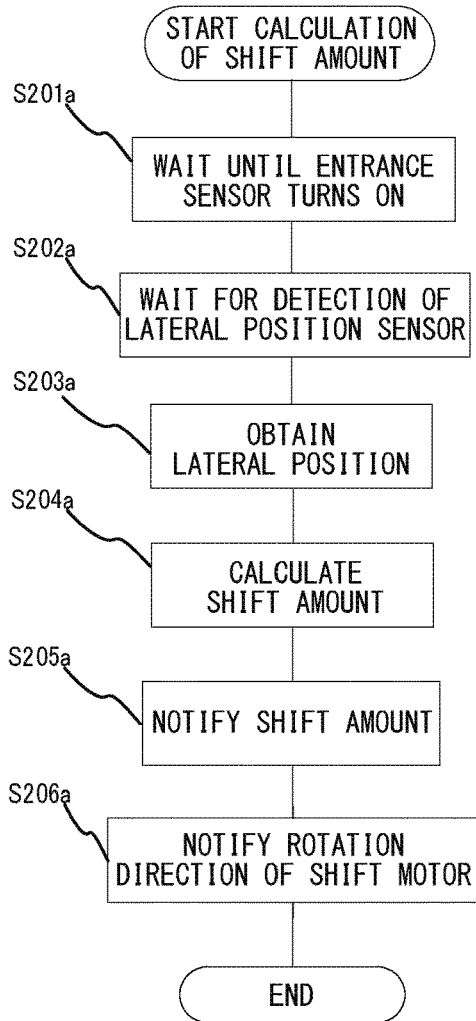 START CALCULATION
OF SHIFT AMOUNT
S201a
WAIT UNTIL ENTRANCE
SENSOR TURNS ON
S202a
WAIT FOR DETECTION OF
LATERAL POSITION SENSOR
S203a
OBTAIN
LATERAL POSITION
S204a
CALCULATE
SHIFT AMOUNT
S205a
NOTIFY SHIFT AMOUNT
S206a
NOTIFY ROTATION
DIRECTION OF SHIFT MOTOR
END